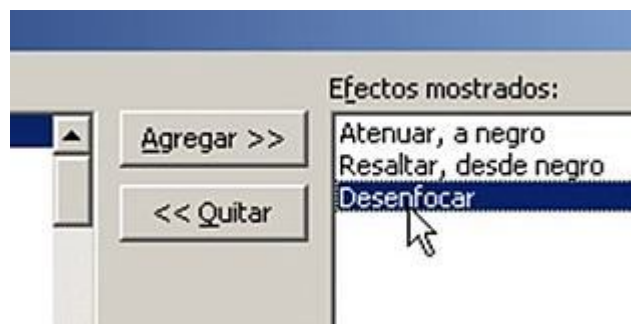 Efectos mostrados:
Agregar >>
<< Quitar
Atenuar, a negro
Resaltar, desde negro
Desenfocar